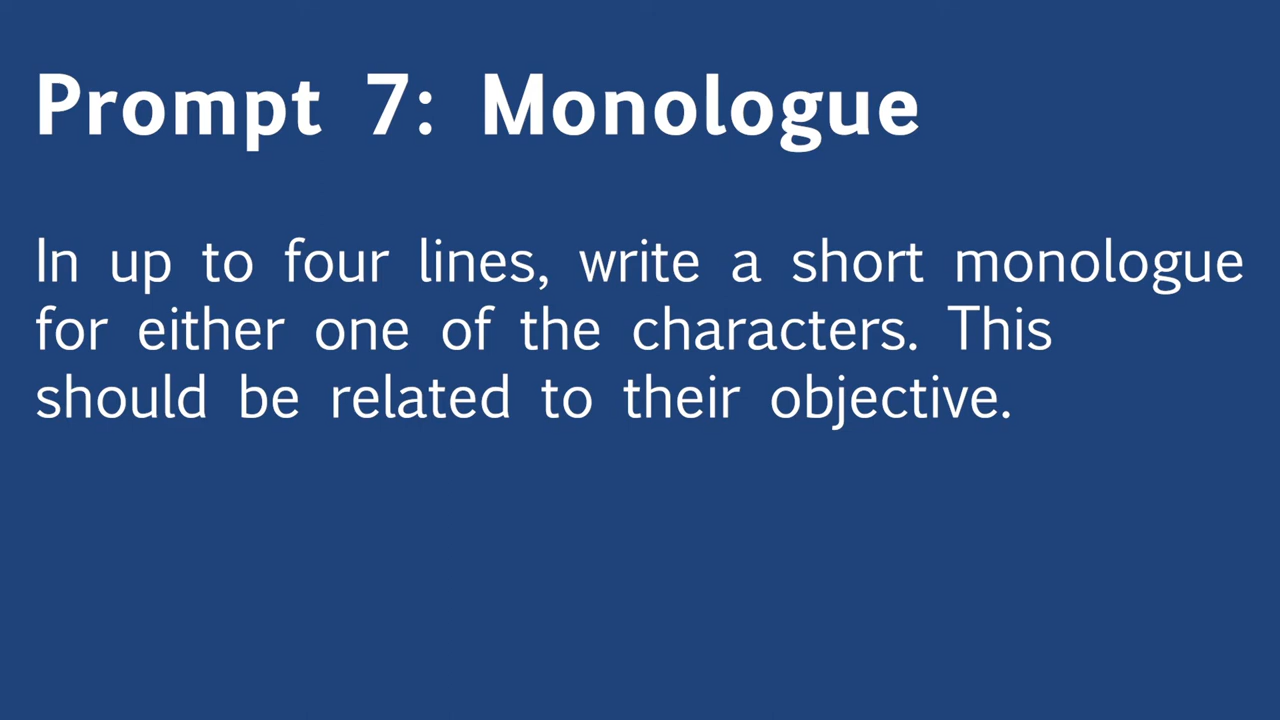 Prompt 7: Monologue
In up to four lines, write a short monologue
for either one of the characters. This
should be related to their objective.